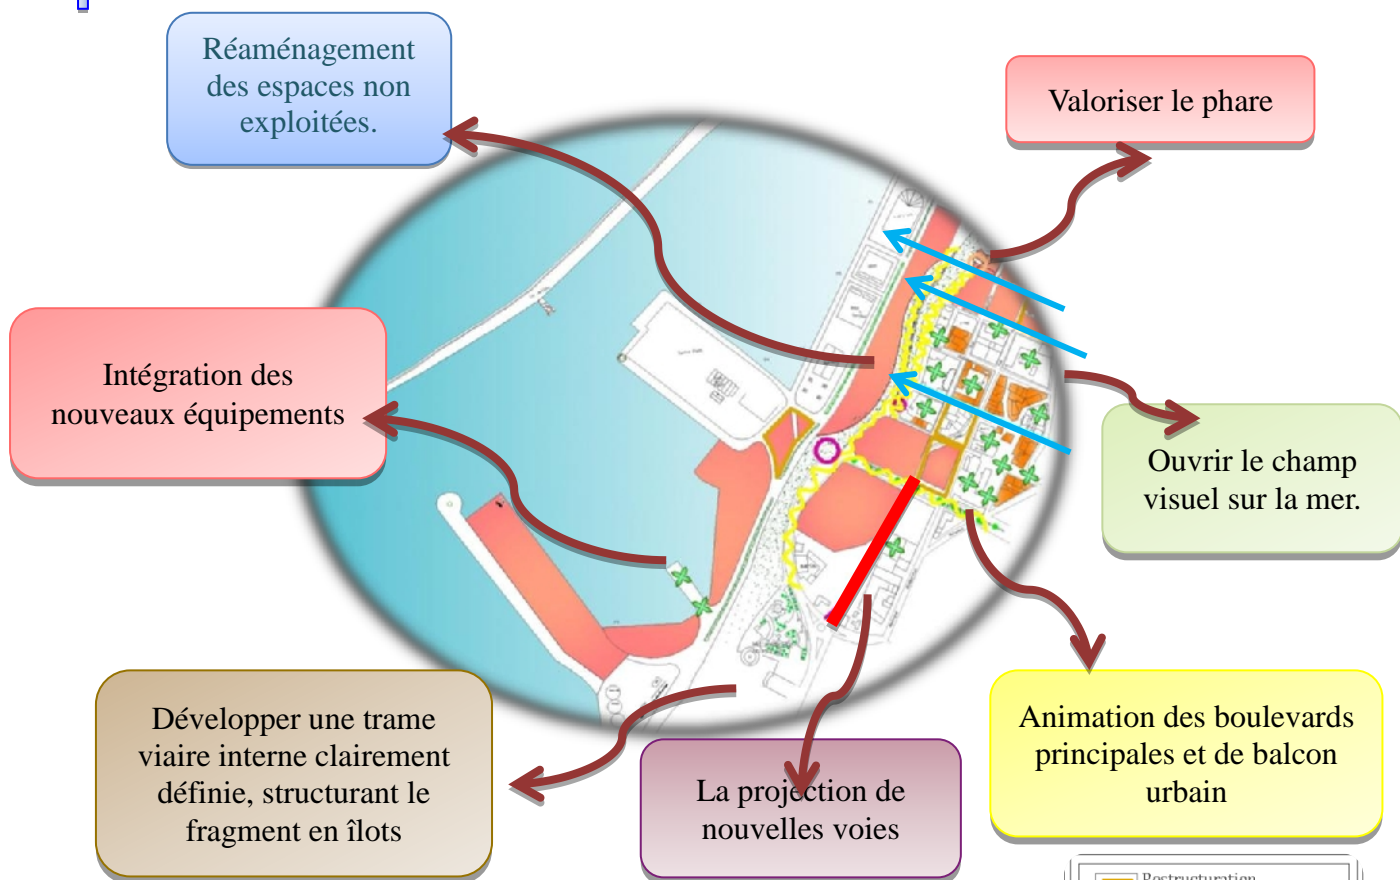 Réaménagement
des espaces non
exploitées.
Valoriser le phare
Intégration des
nouveaux équipements
Ouvrir le champ
visuel sur la mer.
Développer une trame
viaire interne clairement
définie, structurant le
fragment en îlots
La projection de
nouvelles voies
Animation des boulevards
principales et de balcon
urbain
Restructuration